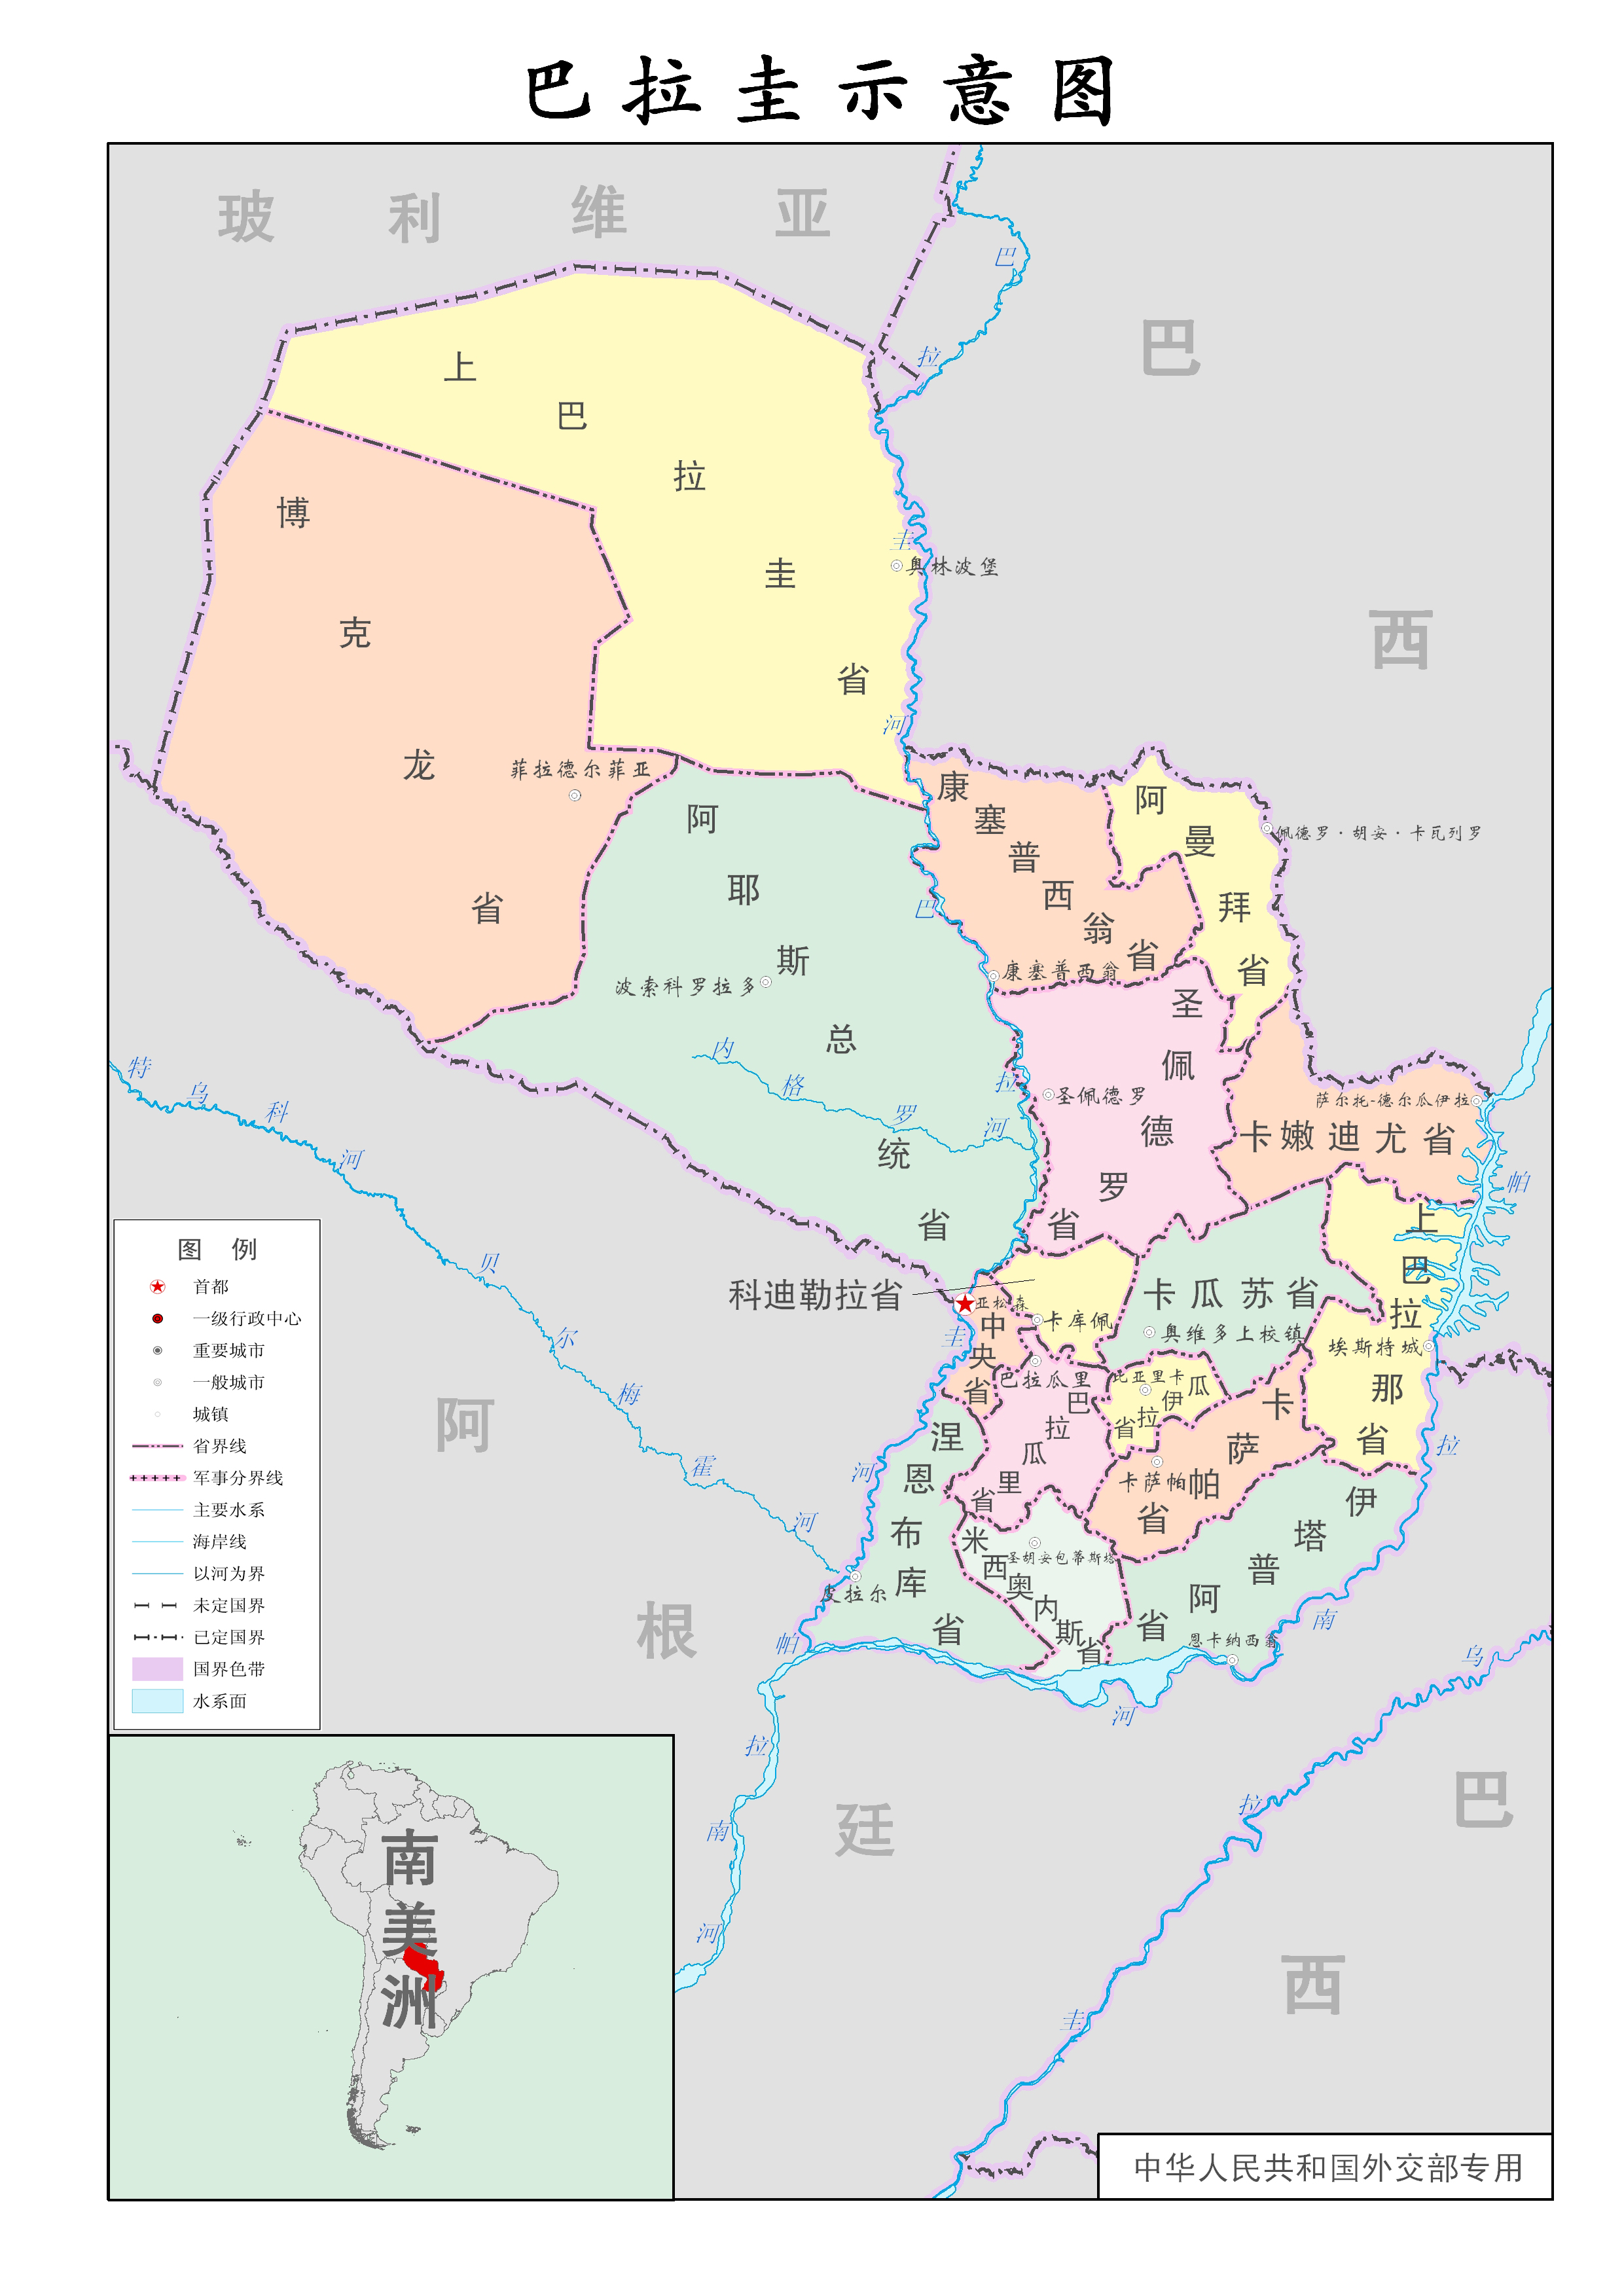 巴拉圭示意图
玻利维亚
巴西
上巴拉圭省
博克龙省
巴拉圭河
奥林波堡
菲拉德尔菲亚
阿耶斯总统省
康塞普西翁省
阿曼拜省
佩德罗·胡安·卡瓦列罗
康塞普西翁
波索科罗拉多
巴拉圭河
圣佩德罗省
圣佩德罗
内格罗河
特乌科河
萨尔托-德尔瓜伊拉
卡嫩迪尤省
帕拉南河
上巴拉那省
科迪勒拉省
亚松森
中央省
卡库佩
卡瓜苏省
奥维多上校镇
埃斯特城
巴拉瓜里
巴拉瓜里省
比亚里卡
瓜伊拉省
卡萨帕省
卡萨帕
涅恩布库省
米西奥内斯省
圣胡安包蒂斯塔
伊塔普阿省
恩卡纳西翁
皮拉尔
贝尔梅霍河
阿根廷
帕拉南河
乌拉圭
巴西
图例
首都
一级行政中心
重要城市
一般城市
城镇
省界线
军事分界线
主要水系
海岸线
以河为界
未定国界
已定国界
国界色带
水系面
南美洲
中华人民共和国外交部专用